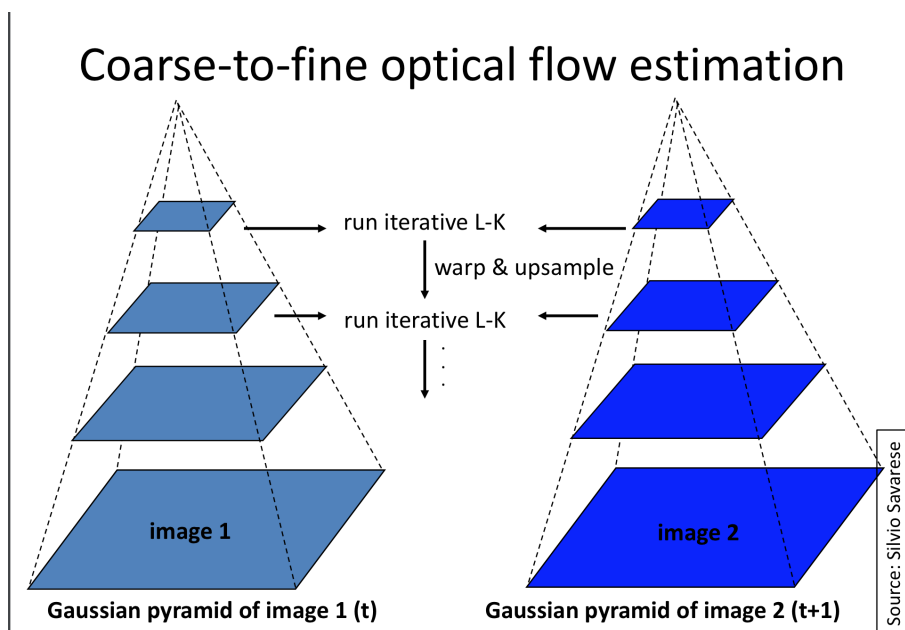 Coarse-to-fine optical flow estimation
run iterative L-K
warp & upsample
run iterative L-K
.
.
.
image 1
image 2
Gaussian pyramid of image 1 (t)
Gaussian pyramid of image 2 (t+1)
Source: Silvio Savarese